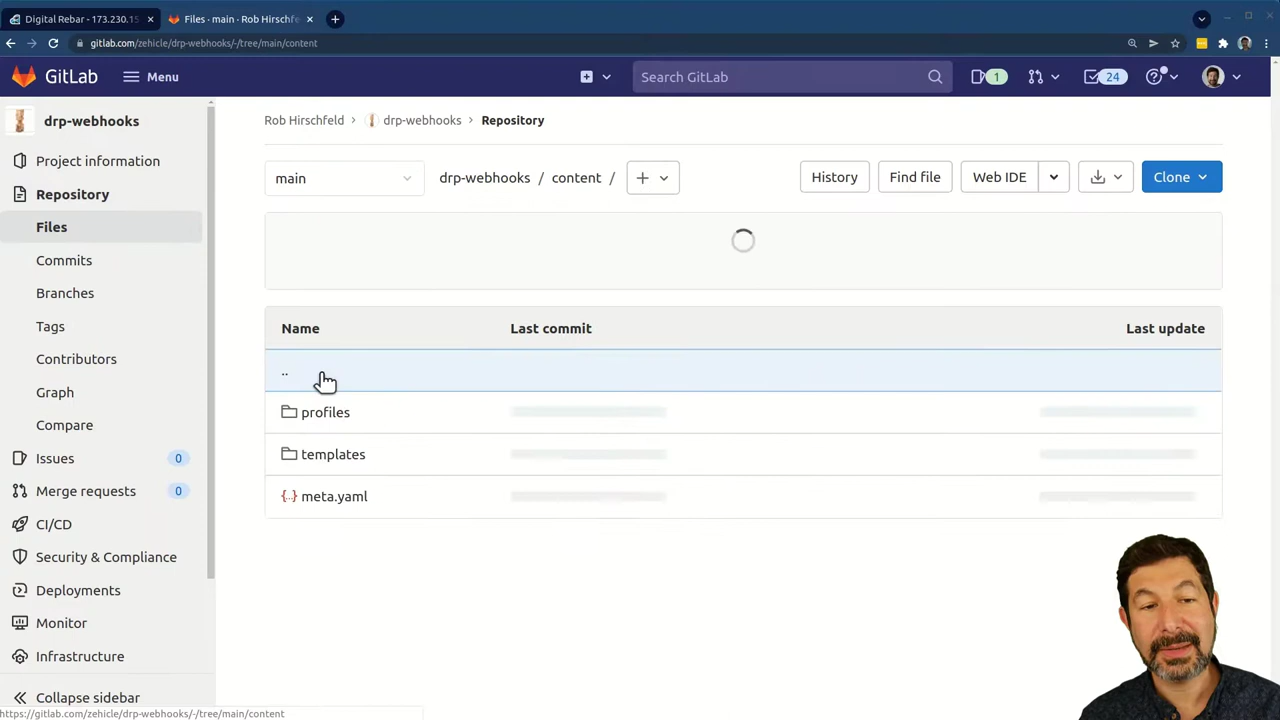 Digital Rebar - 173.230.15
Files · main · Rob Hirschfe
gitlab.com/zehicle/drp-webhooks/-/tree/main/content
GitLab
Menu
Search GitLab
1
24
drp-webhooks
Project information
Repository
Files
Commits
Branches
Tags
Contributors
Graph
Compare
Issues 0
Merge requests 0
CI/CD
Security & Compliance
Deployments
Monitor
Infrastructure
Collapse sidebar
Rob Hirschfeld › drp-webhooks › Repository
main
drp-webhooks / content /
History
Find file
Web IDE
Clone
Name Last commit Last update
..
profiles
templates
meta.yaml
https://gitlab.com/zehicle/drp-webhooks/-/tree/main/content